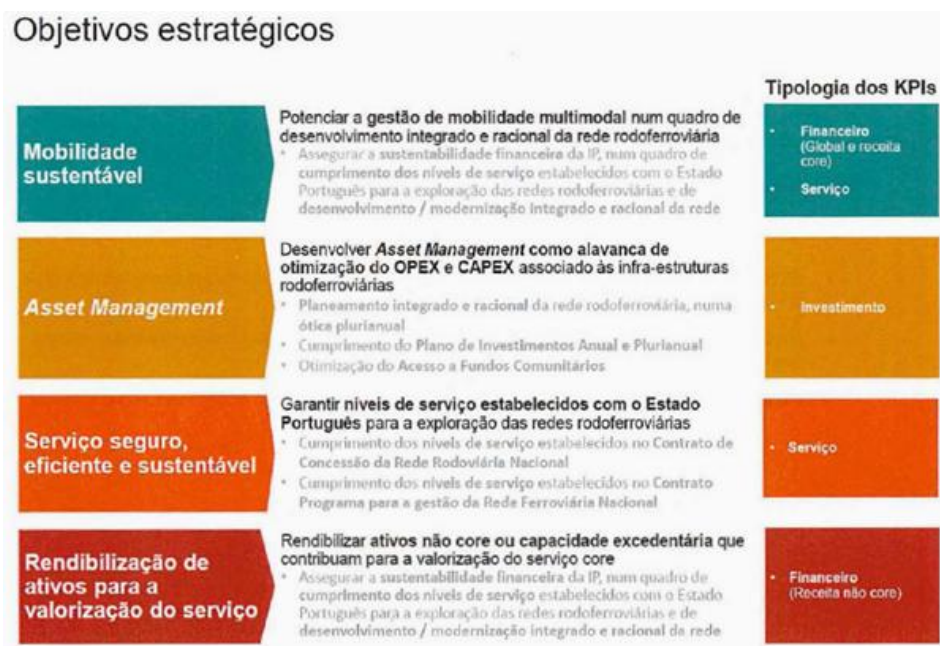 Objetivos estratégicos
Tipologia dos KPIs
Mobilidade
sustentável
Potenciar a gestão de mobilidade multimodal num quadro de
desenvolvimento integrado e racional da rede rodoferroviária
• Assegurar a sustentabilidade financeira da IP, num quadro de
cumprimento dos níveis de serviço estabelecidos com o Estado
Português para a exploração das redes rodoferroviárias e de
desenvolvimento / modernização integrado e racional da rede
• Financeiro
(Global e receita
core)
• Serviço
Asset Management
Desenvolver Asset Management como alavanca de
otimização do OPEX e CAPEX associado às infra-estruturas
rodoferroviárias
• Planeamento integrado e racional da rede rodoferroviária, numa
ótica plurianual
• Cumprimento do Plano de Investimentos Anual e Plurianual
• Otimização do Acesso a Fundos Comunitários
• Investimento
Serviço seguro,
eficiente e sustentável
Garantir níveis de serviço estabelecidos com o Estado
Português para a exploração das redes rodoferroviárias
• Cumprimento dos níveis de serviço estabelecidos no Contrato de
Concessão da Rede Rodoviária Nacional
• Cumprimento dos níveis de serviço estabelecidos no Contrato
Programa para a gestão da Rede Ferroviária Nacional
• Serviço
Rendibilização de
ativos para a
valorização do serviço
Rendibilizar ativos não core ou capacidade excedentária que
contribuam para a valorização do serviço core
• Assegurar a sustentabilidade financeira da IP, num quadro de
cumprimento dos níveis de serviço estabelecidos com o Estado
Português para a exploração das redes rodoferroviárias e de
desenvolvimento / modernização integrado e racional da rede
• Financeiro
(Receita não core)